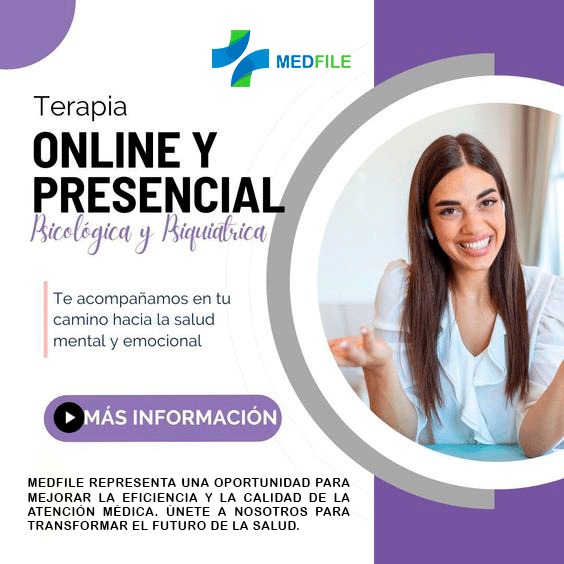 MEDFILE
Terapia
ONLINE Y
PRESENCIAL
Psicológica y Psiquiatrica
Te acompañamos en tu
camino hacia la salud
mental y emocional
MÁS INFORMACIÓN
MEDFILE REPRESENTA UNA OPORTUNIDAD PARA
MEJORAR LA EFICIENCIA Y LA CALIDAD DE LA
ATENCIÓN MÉDICA. ÚNETE A NOSOTROS PARA
TRANSFORMAR EL FUTURO DE LA SALUD.